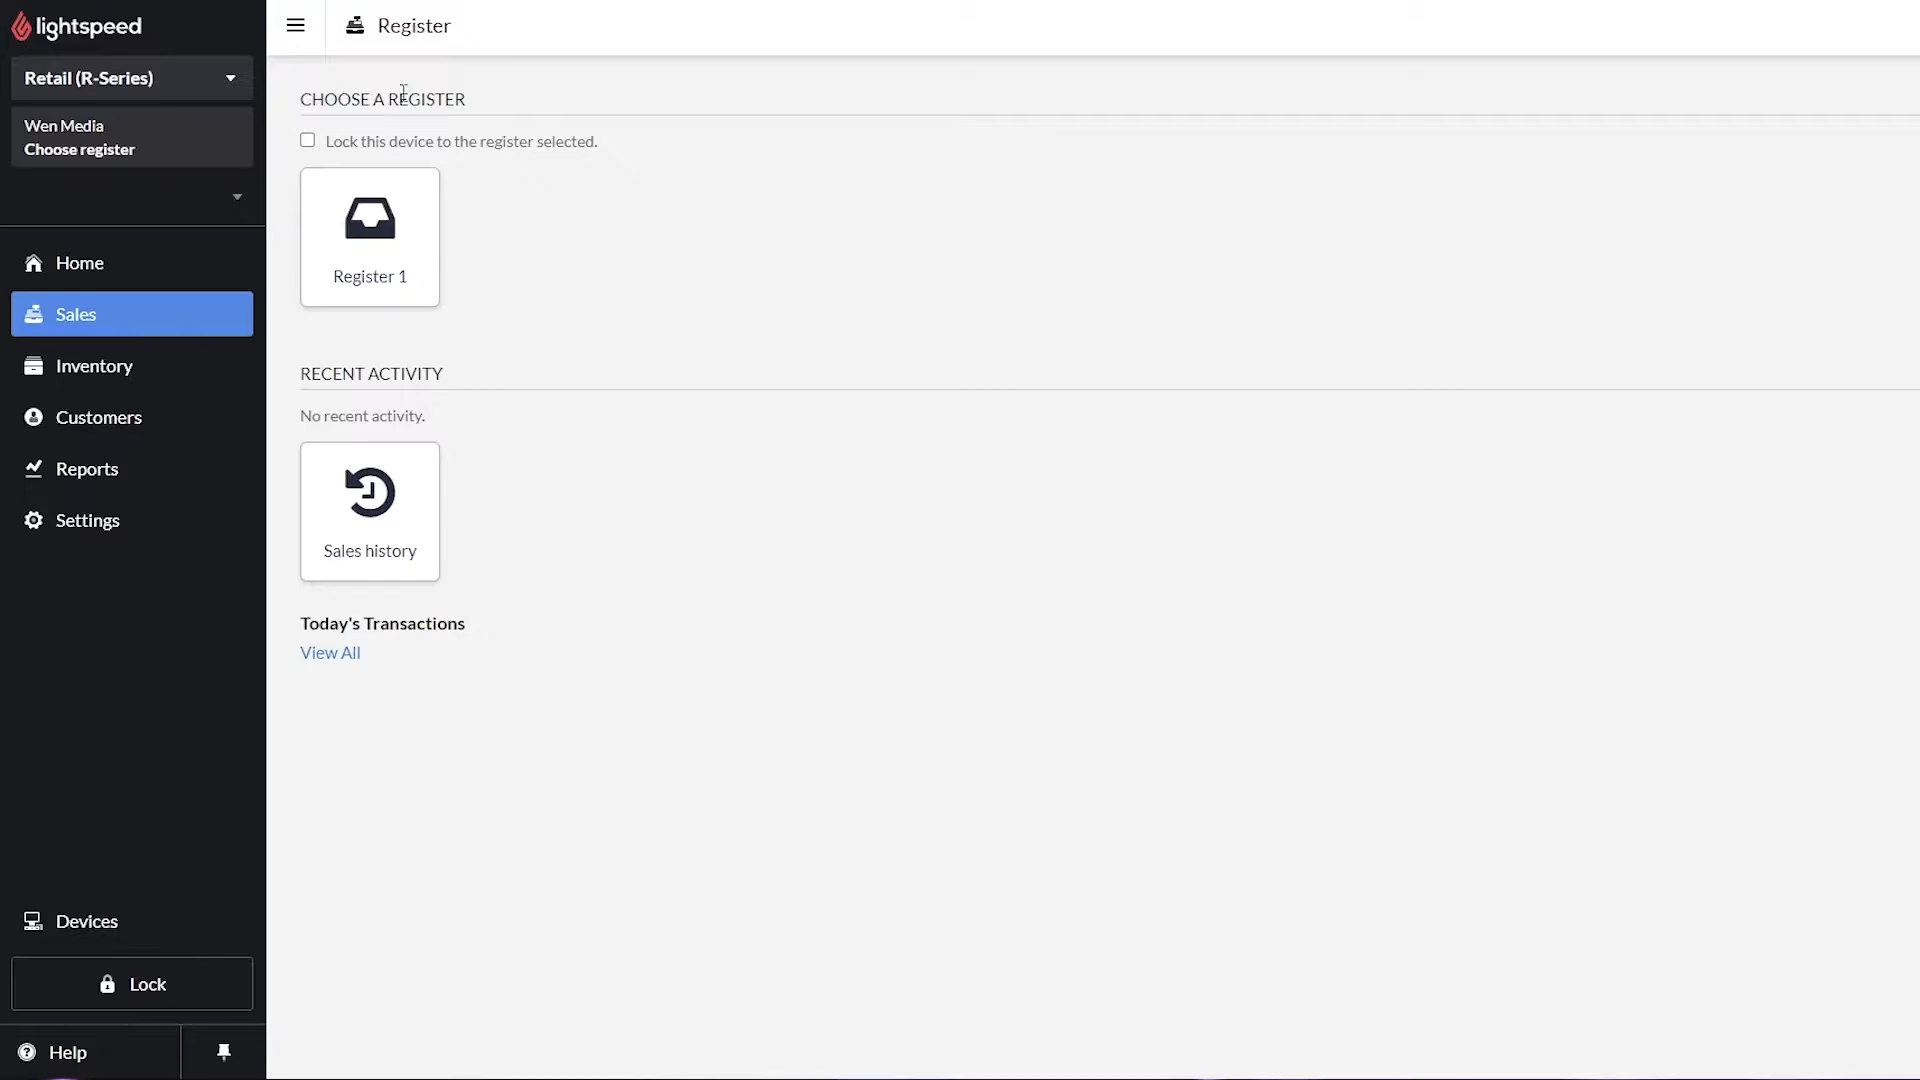 lightspeed
Retail (R-Series)
Wen Media
Choose register
Home
Sales
Inventory
Customers
Reports
Settings
Devices
Lock
Help
Register
CHOOSE A REGISTER
Lock this device to the register selected.
Register 1
RECENT ACTIVITY
No recent activity.
Sales history
Today's Transactions
View All